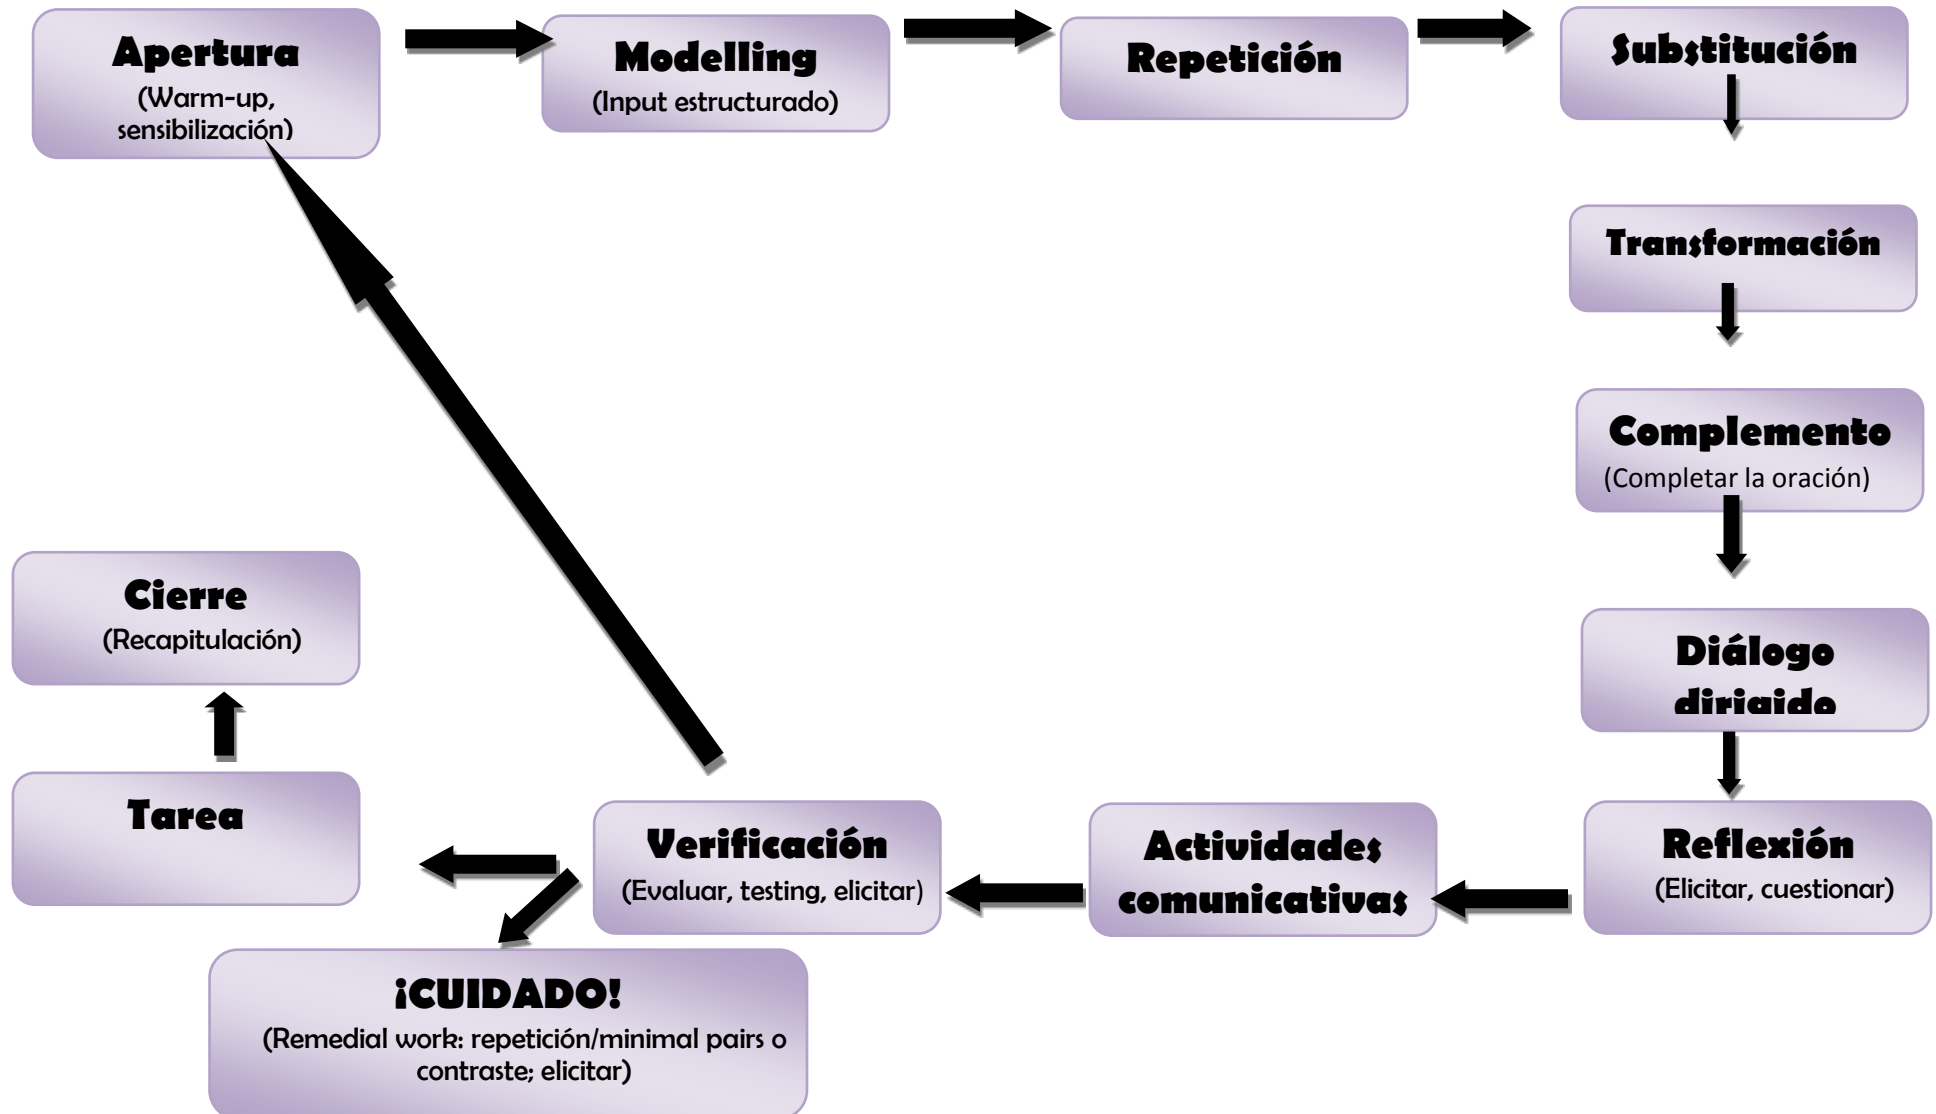 Apertura
(Warm-up,
sensibilización)
Modelling
(Input estructurado)
Repetición
Substitución
Transformación
Complemento
(Completar la oración)
Diálogo
dirigido
Reflexión
(Elicitar, cuestionar)
Actividades
comunicativas
Verificación
(Evaluar, testing, elicitar)
Tarea
Cierre
(Recapitulación)
¡CUIDADO!
(Remedial work: repetición/minimal pairs o
contraste; elicitar)